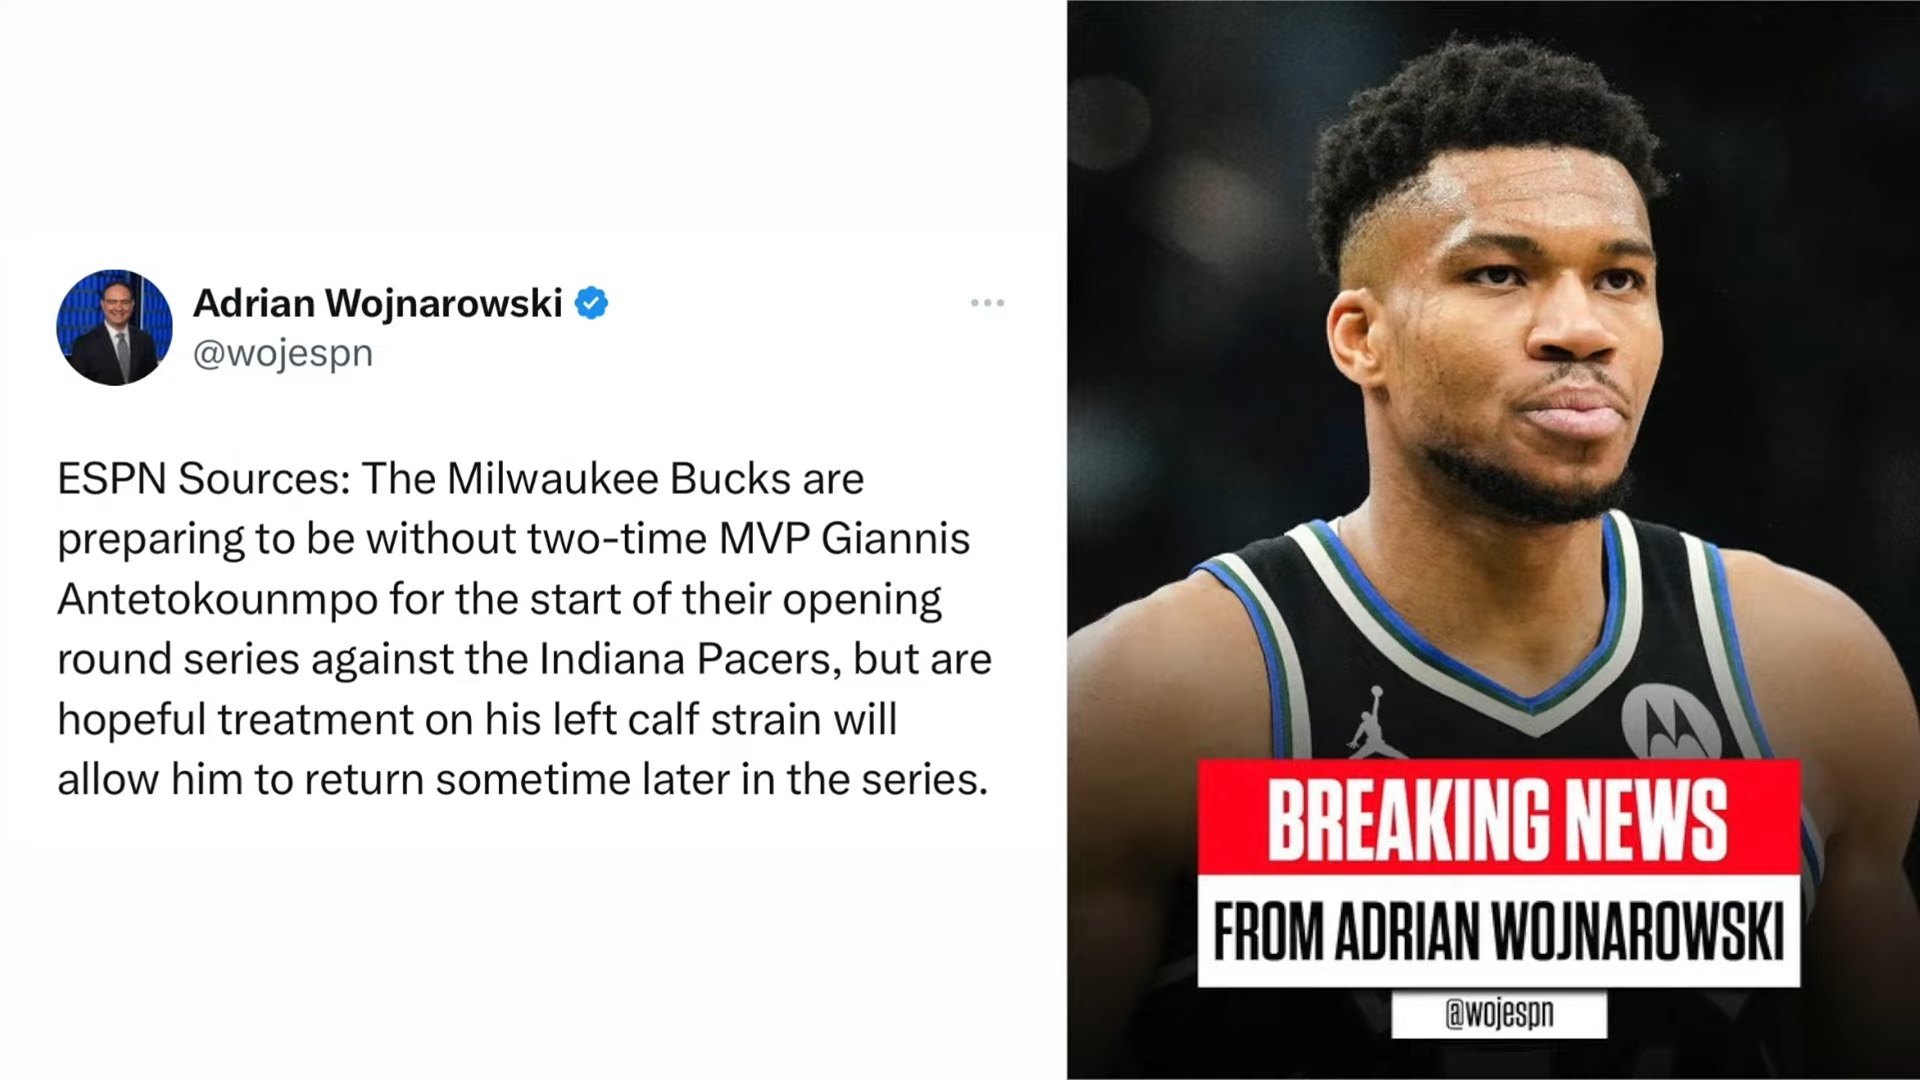 Adrian Wojnarowski
@wojespn
ESPN Sources: The Milwaukee Bucks are
preparing to be without two-time MVP Giannis
Antetokounmpo for the start of their opening
round series against the Indiana Pacers, but are
hopeful treatment on his left calf strain will
allow him to return sometime later in the series.
BREAKING NEWS
FROM ADRIAN WOJNAROWSKI
@wojespn